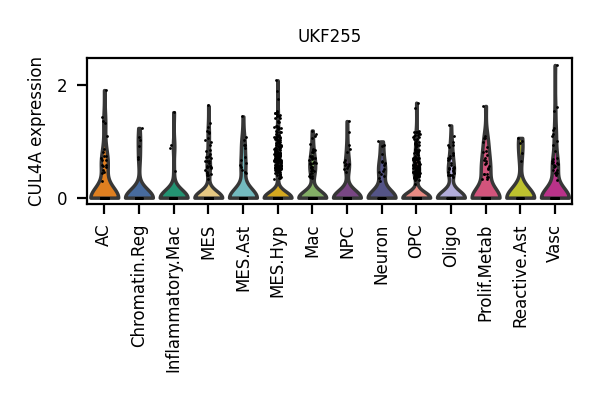 UKF255
CUL4A expression
2
0
AC
Chromatin.Reg
Inflammatory.Mac
MES
MES.Ast
MES.Hyp
Mac
NPC
Neuron
OPC
Oligo
Prolif.Metab
Reactive.Ast
Vasc